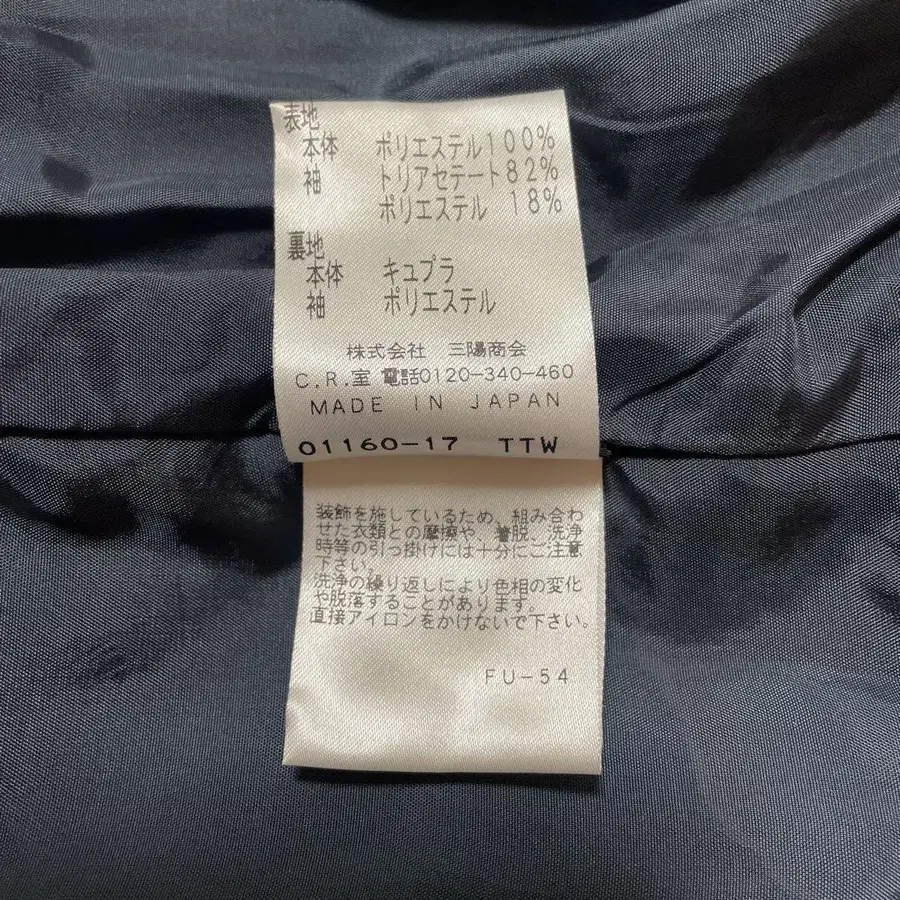 表地
本体 ポリエステル100%
袖 トリアセテート82%
ポリエステル 18%
裏地
本体 キュプラ
袖 ポリエステル
株式会社 三陽商会
C.R.室 電話0120-340-460
MADE IN JAPAN
01160-17 TTW
装飾を施しているため、組み合わ
せた衣類との摩擦や、着脱、洗浄
時等の引っ掛けには十分にご注意
下さい。
洗浄の繰り返しにより色相の変化
や脱落することがあります。
直接アイロンをかけないで下さい。
FU-54